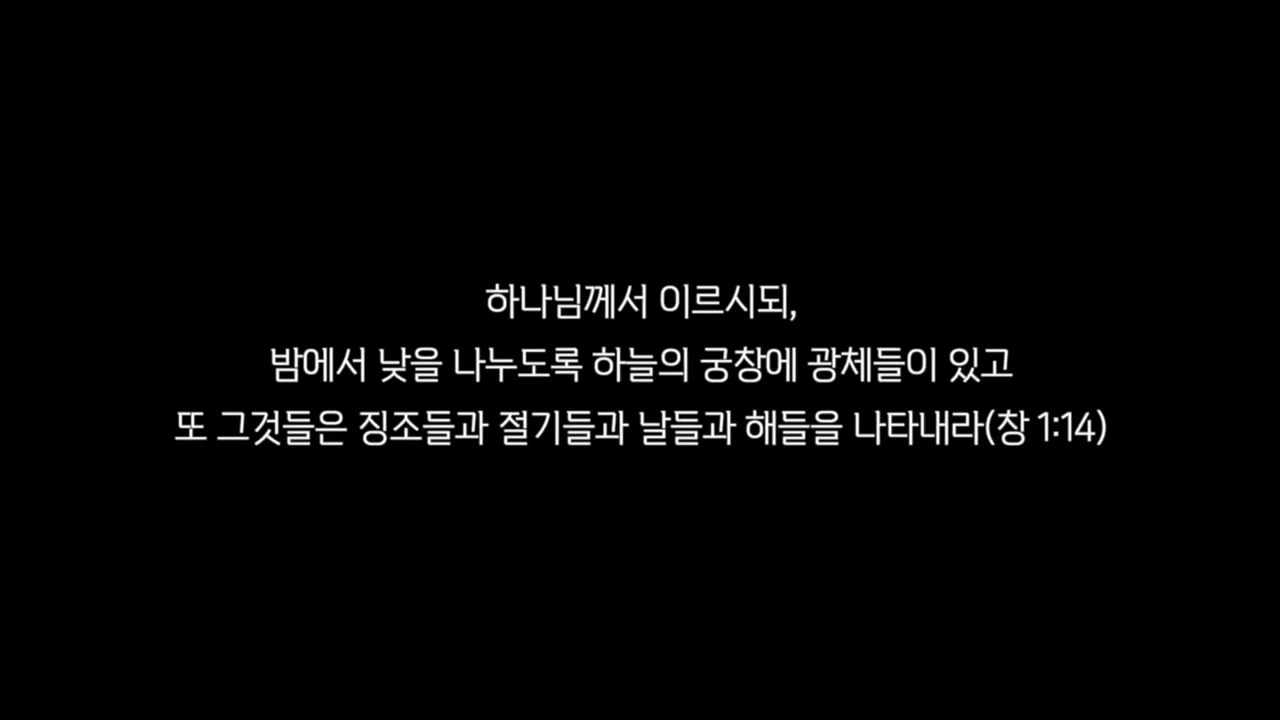 하나님께서 이르시되,
밤에서 낮을 나누도록 하늘의 궁창에 광체들이 있고
또 그것들은 징조들과 절기들과 날들과 해들을 나타내라(창 1:14)